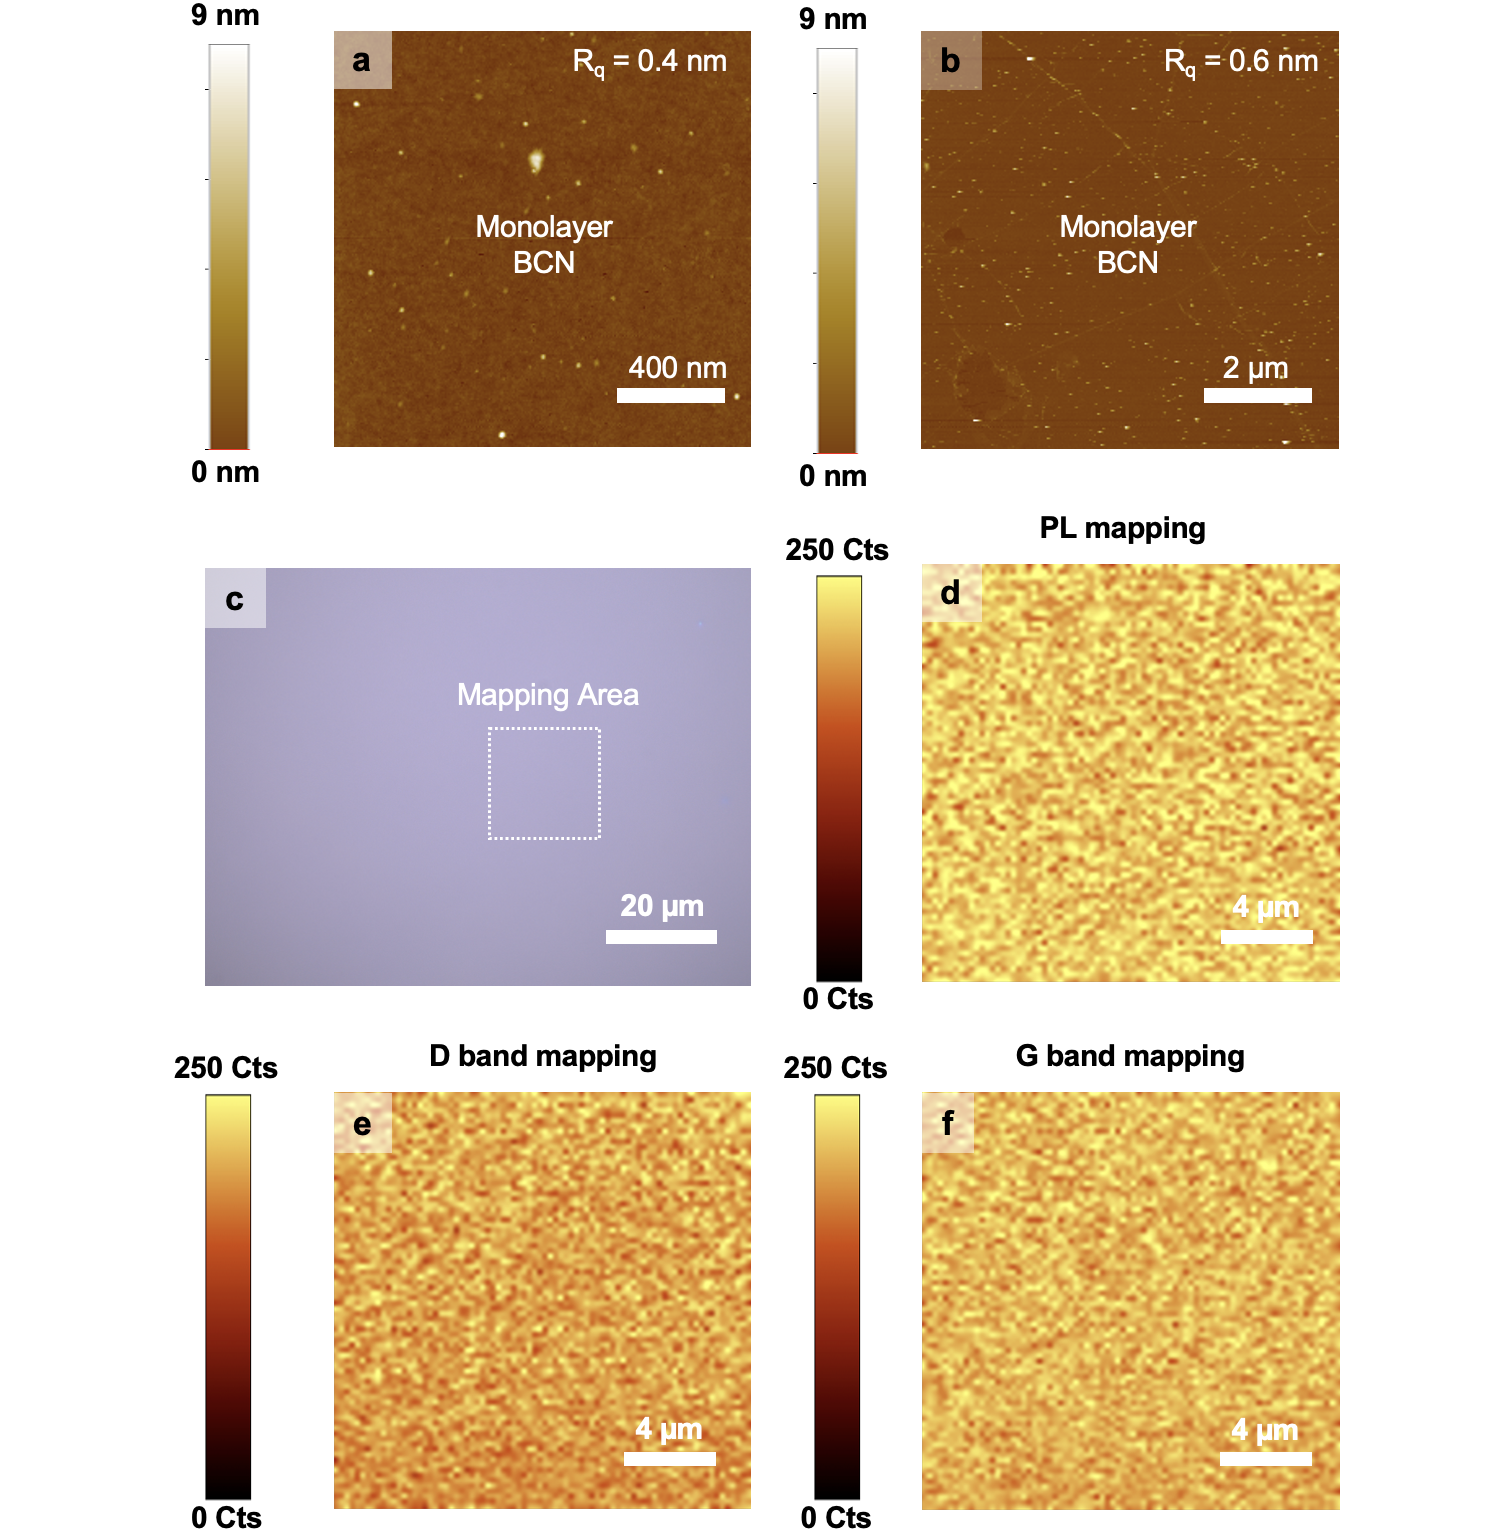 9 nm
a
R_q = 0.4 nm
Monolayer
BCN
400 nm
0 nm
9 nm
b
R_q = 0.6 nm
Monolayer
BCN
2 µm
0 nm
c
Mapping Area
20 µm
PL mapping
250 Cts
d
4 µm
0 Cts
D band mapping
250 Cts
e
4 µm
0 Cts
G band mapping
250 Cts
f
4 µm
0 Cts